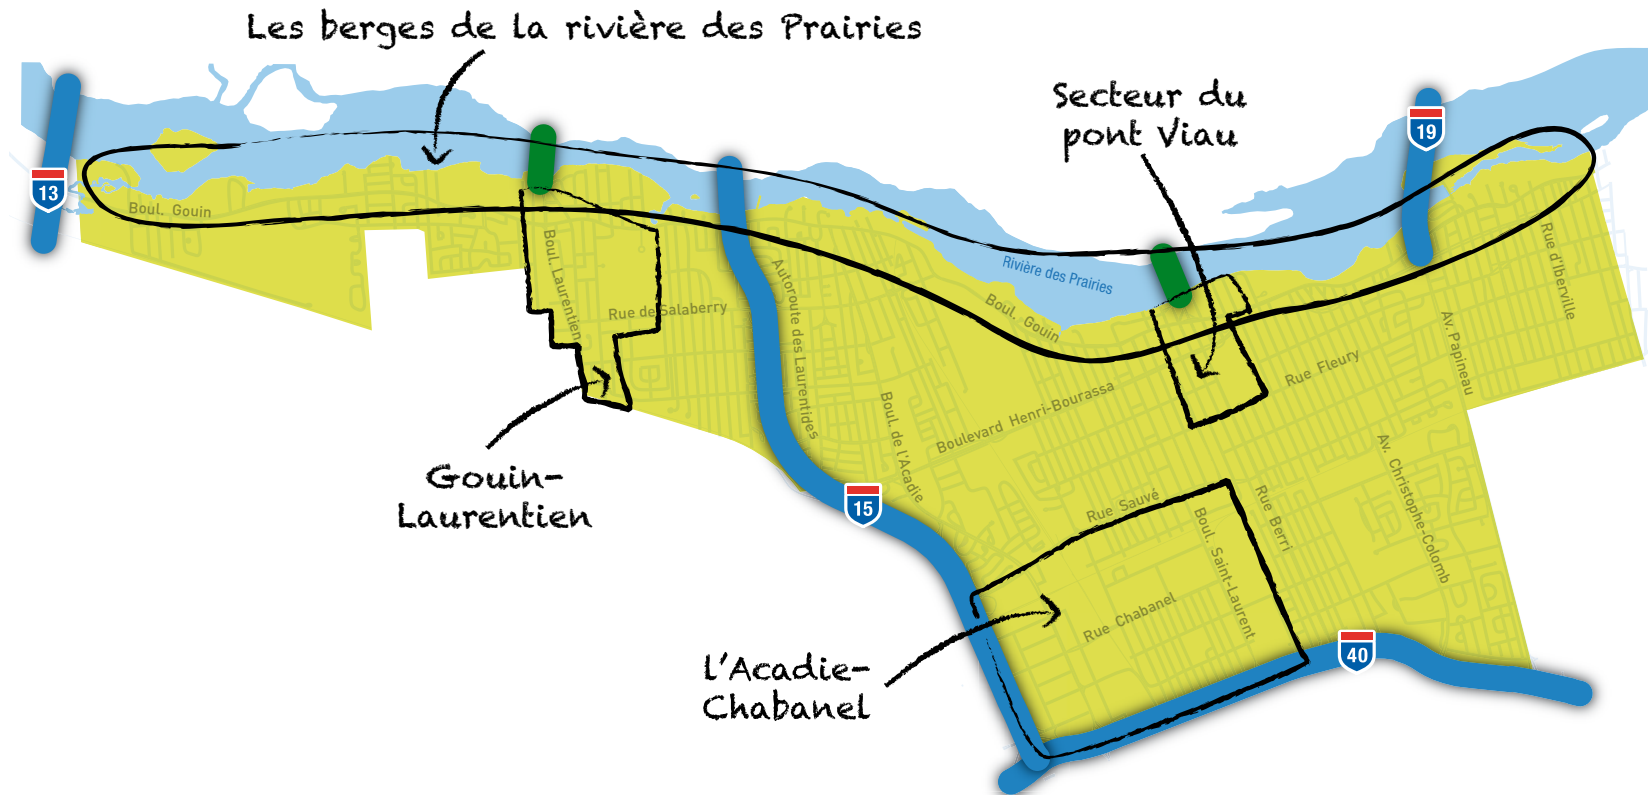 Les berges de la rivière des Prairies
Secteur du
pont Viau
19
13
Boul. Gouin
Boul. Laurentien
Rue de Salaberry
Autoroute des Laurentides
Rivière des Prairies
Boul. Gouin
Rue d'Iberville
Av. Papineau
Rue Fleury
Boulevard Henri-Bourassa
Boul. de l'Acadie
Av. Christophe-Colomb
Gouin-
Laurentien
15
Rue Sauvé
Rue Berri
Boul. Saint-Laurent
Rue Chabanel
l'Acadie-
Chabanel
40